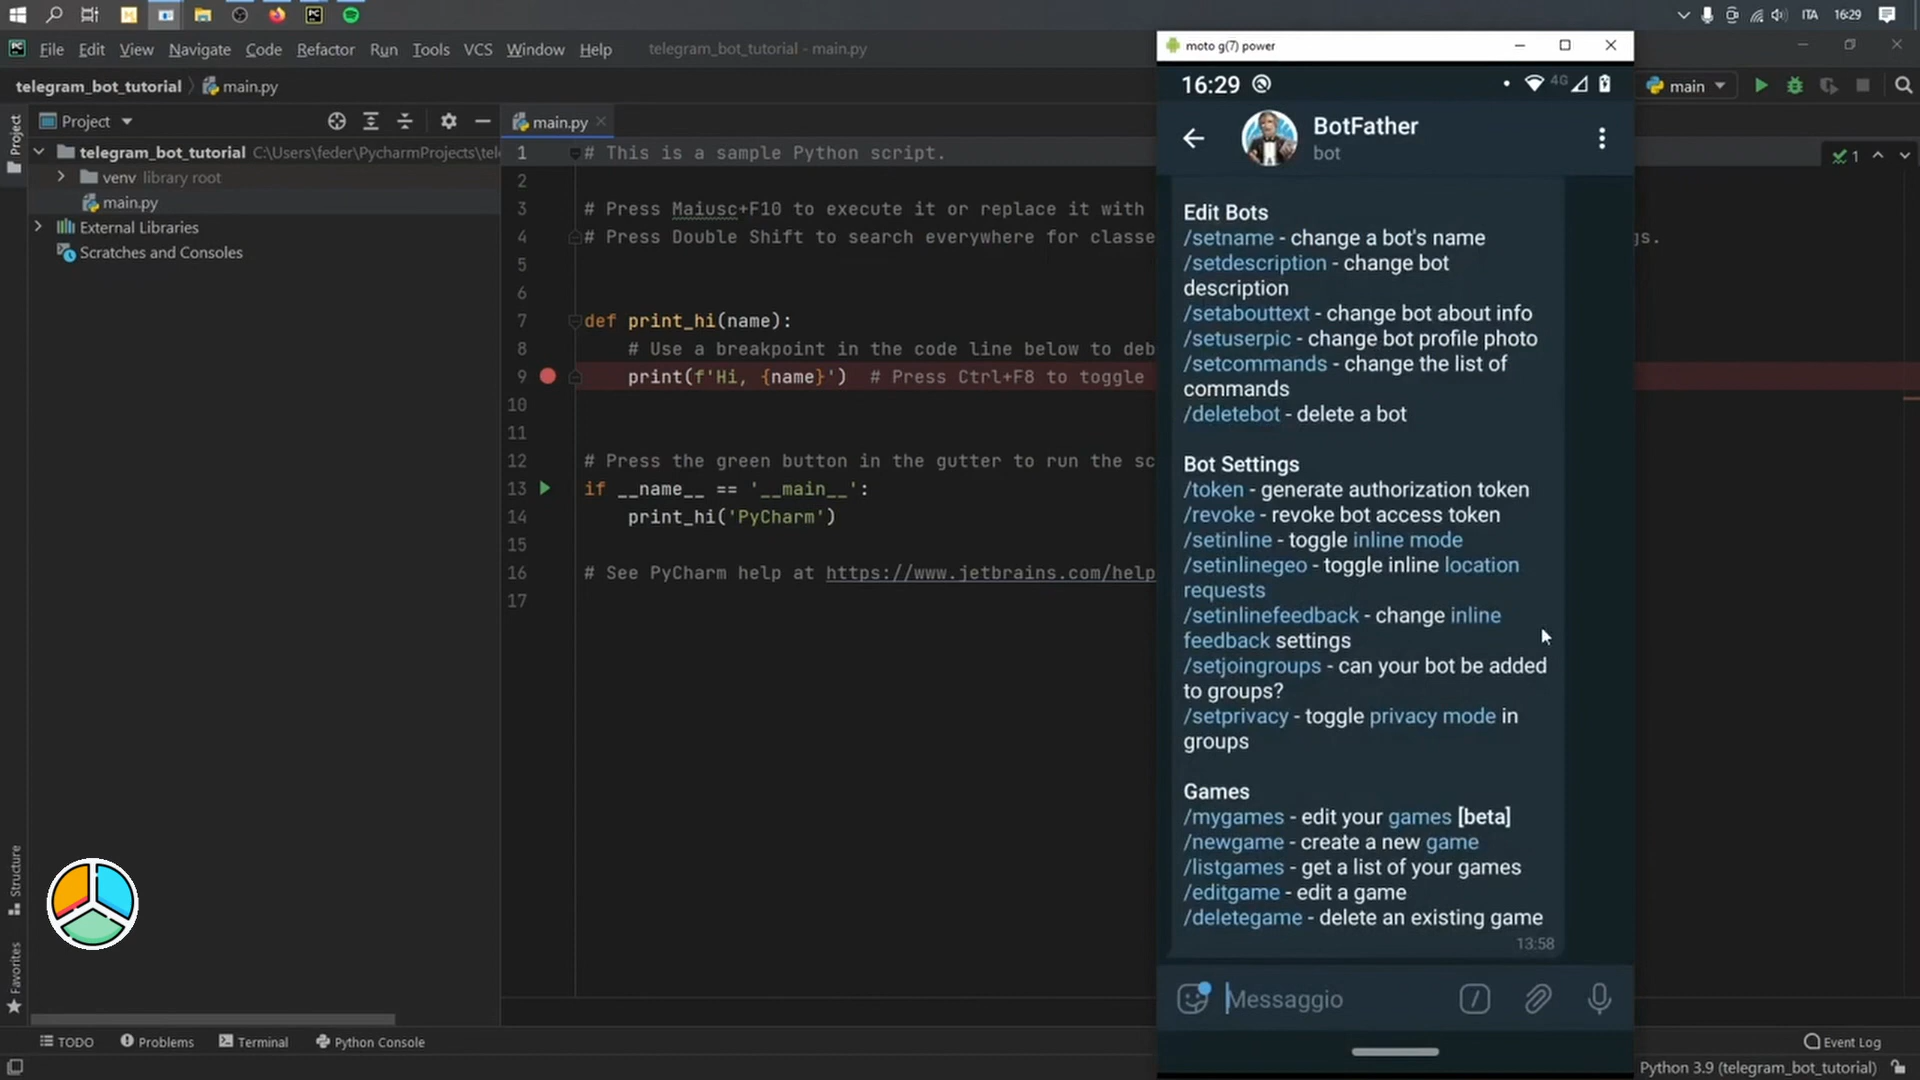 ITA
16:29
File Edit View Navigate Code Refactor Run Tools VCS Window Help
telegram_bot_tutorial - main.py
telegram_bot_tutorial
main.py
main
Project
Project
telegram_bot_tutorial C:\Users\feder\PycharmProjects\tel
venv library root
main.py
External Libraries
Scratches and Consoles
Structure
Favorites
main.py
1 # This is a sample Python script.
2
3 # Press Maiusc+F10 to execute it or replace it with
4 # Press Double Shift to search everywhere for classe
gs.
5
6
7 def print_hi(name):
8 # Use a breakpoint in the code line below to deb
9 print(f'Hi, {name}') # Press Ctrl+F8 to toggle
10
11
12 # Press the green button in the gutter to run the sc
13 if __name__ == '__main__':
14 print_hi('PyCharm')
15
16 # See PyCharm help at https://www.jetbrains.com/help
17
1
moto g(7) power
16:29
4G
BotFather
bot
Edit Bots
/setname - change a bot's name
/setdescription - change bot
description
/setabouttext - change bot about info
/setuserpic - change bot profile photo
/setcommands - change the list of
commands
/deletebot - delete a bot
Bot Settings
/token - generate authorization token
/revoke - revoke bot access token
/setinline - toggle inline mode
/setinlinegeo - toggle inline location
requests
/setinlinefeedback - change inline
feedback settings
/setjoingroups - can your bot be added
to groups?
/setprivacy - toggle privacy mode in
groups
Games
/mygames - edit your games [beta]
/newgame - create a new game
/listgames - get a list of your games
/editgame - edit a game
/deletegame - delete an existing game
13:58
Messaggio
TODO Problems Terminal Python Console
Event Log
Python 3.9 (telegram_bot_tutorial)